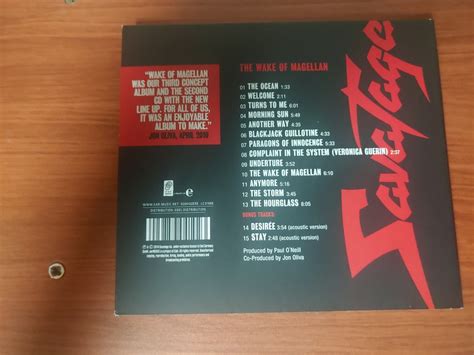 "WAKE OF MAGELLAN
WAS OUR THIRD CONCEPT
ALBUM AND THE SECOND
CD WITH THE NEW
LINE UP. FOR ALL OF US,
IT WAS AN ENJOYABLE
ALBUM TO MAKE."
JON OLIVA, APRIL 2010
THE WAKE OF MAGELLAN
01 THE OCEAN 1:33
02 WELCOME 2:11
03 TURNS TO ME 6:01
04 MORNING SUN 5:49
05 ANOTHER WAY 4:35
06 BLACKJACK GUILLOTINE 4:33
07 PARAGONS OF INNOCENCE 5:33
08 COMPLAINT IN THE SYSTEM (VERONICA GUERIN) 2:37
09 UNDERTURE 3:52
10 THE WAKE OF MAGELLAN 6:10
11 ANYMORE 5:16
12 THE STORM 3:45
13 THE HOURGLASS 8:05
BONUS TRACKS:
14 DESIRÉE 3:54 (acoustic version)
15 STAY 2:48 (acoustic version)
Produced by Paul O'Neill
Co-Produced by Jon Oliva
Savatage